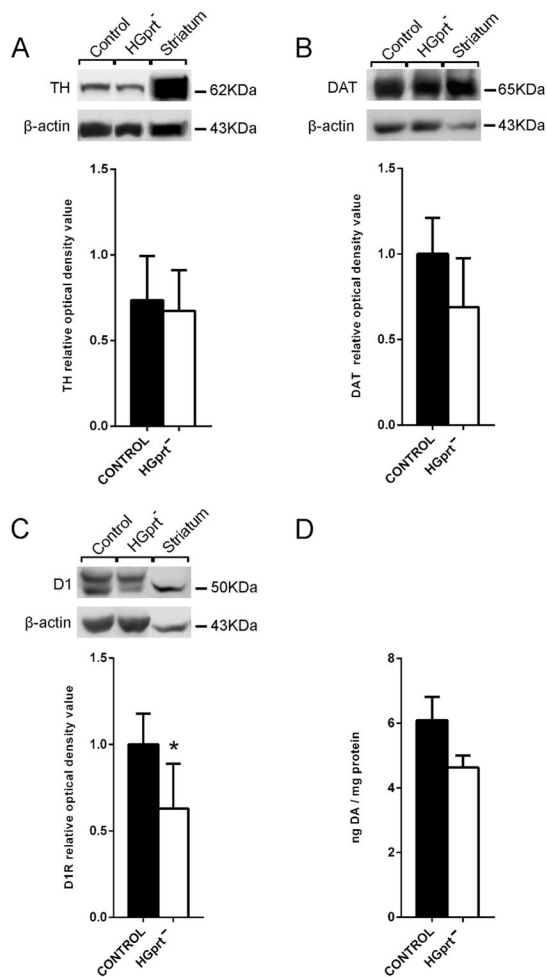 A
Control HGprt⁻ Striatum
TH 62KDa
β-actin 43KDa
TH relative optical density value
1.5
1.0
0.5
0.0
CONTROL HGprt⁻
B
Control HGprt⁻ Striatum
DAT 65KDa
β-actin 43KDa
DAT relative optical density value
1.5
1.0
0.5
0.0
CONTROL HGprt⁻
C
Control HGprt⁻ Striatum
D1 50KDa
β-actin 43KDa
D1R relative optical density value
1.5
1.0
0.5
0.0
*
CONTROL HGprt⁻
D
ng DA / mg protein
8
6
4
2
0
CONTROL HGprt⁻